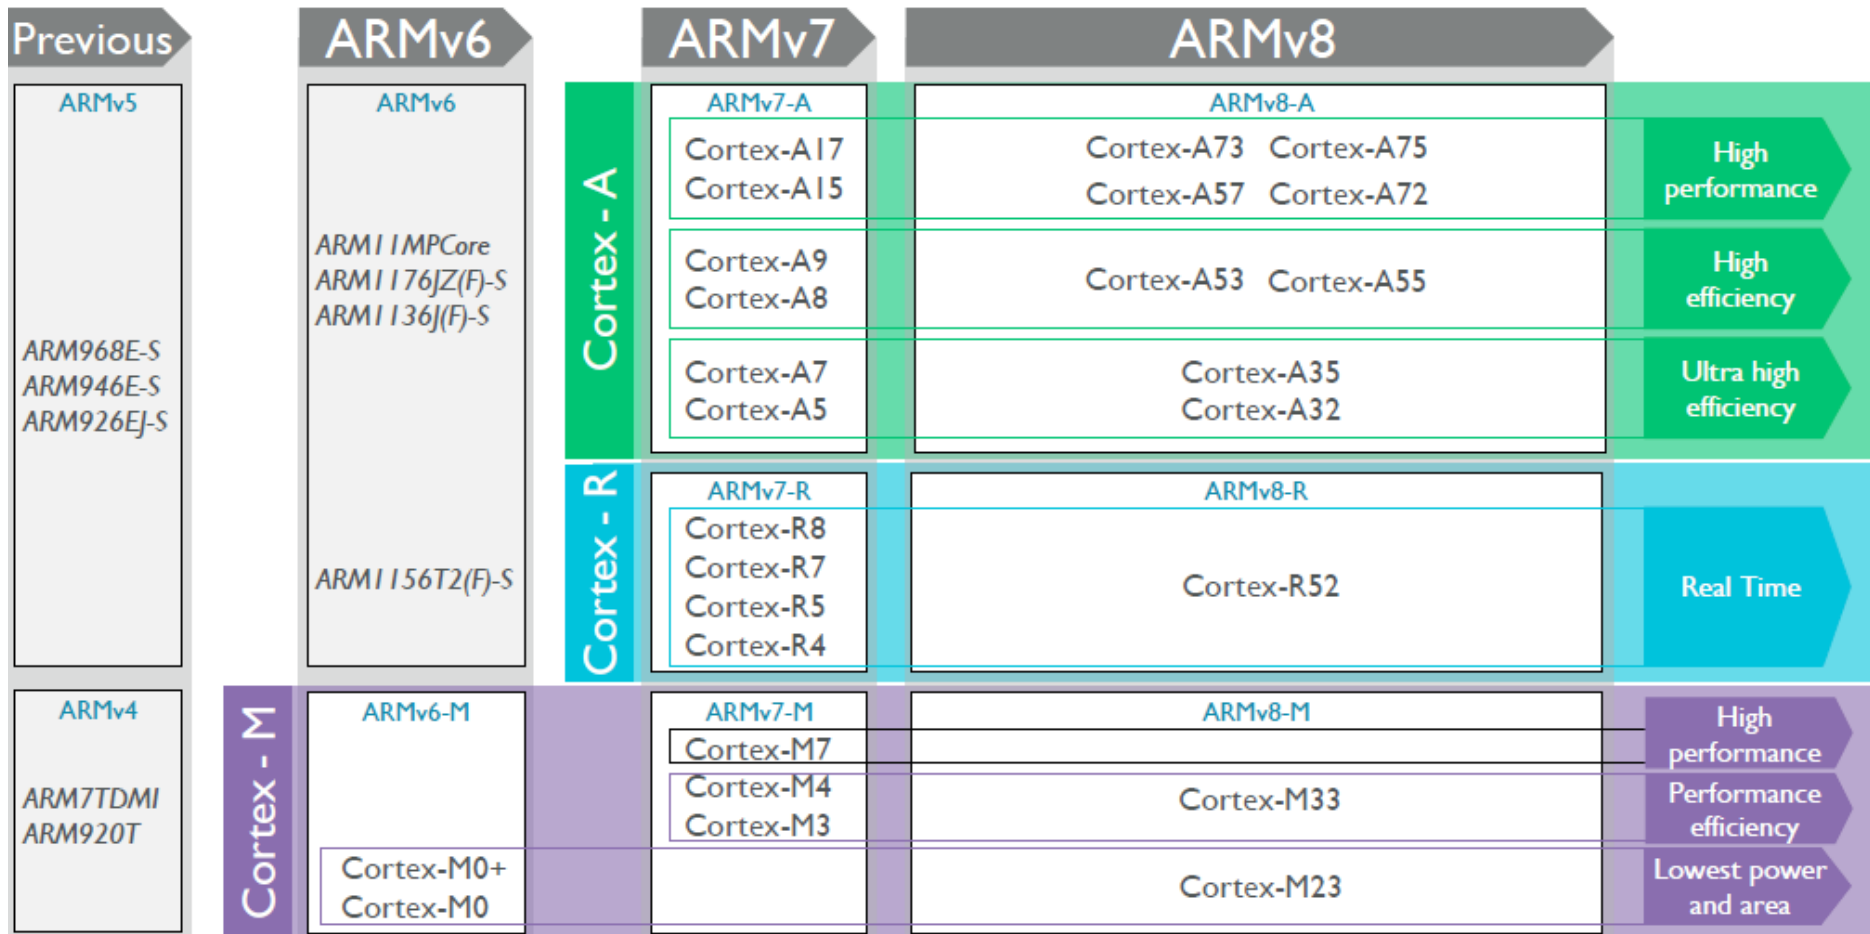 Previous
ARMv6
ARMv7
ARMv8
ARMv5
ARM968E-S
ARM946E-S
ARM926EJ-S
ARMv4
ARM7TDMI
ARM920T
ARMv6
ARM11MPCore
ARM1176JZ(F)-S
ARM1136J(F)-S
ARM1156T2(F)-S
Cortex - A
ARMv7-A
Cortex-A17
Cortex-A15
Cortex-A9
Cortex-A8
Cortex-A7
Cortex-A5
ARMv8-A
Cortex-A73 Cortex-A75
Cortex-A57 Cortex-A72
Cortex-A53 Cortex-A55
Cortex-A35
Cortex-A32
High
performance
High
efficiency
Ultra high
efficiency
Cortex - R
ARMv7-R
Cortex-R8
Cortex-R7
Cortex-R5
Cortex-R4
ARMv8-R
Cortex-R52
Real Time
Cortex - M
ARMv6-M
Cortex-M0+
Cortex-M0
ARMv7-M
Cortex-M7
Cortex-M4
Cortex-M3
ARMv8-M
Cortex-M33
Cortex-M23
High
performance
Performance
efficiency
Lowest power
and area